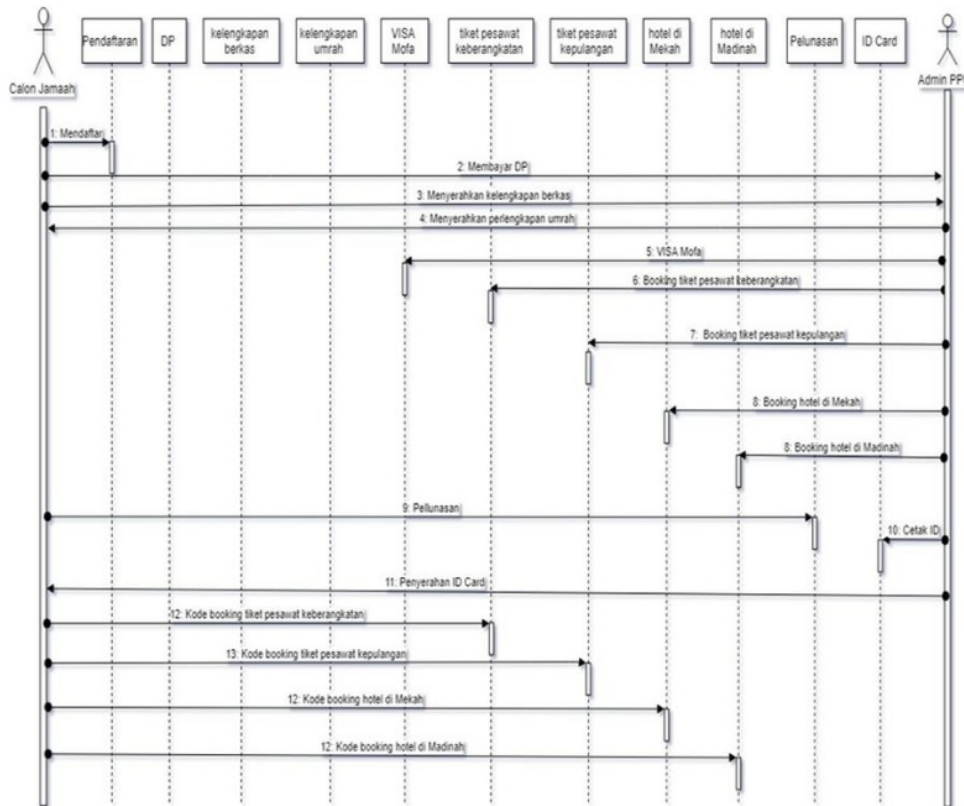 Pendaftaran
DP
kelengkapan
berkas
kelengkapan
umrah
VISA
Mofa
tiket pesawat
keberangkatan
tiket pesawat
kepulangan
hotel di
Mekah
hotel di
Madinah
Pelunasan
ID Card
Calon Jamaah
Admin PPI
1: Mendaftar
2: Membayar DP
3: Menyerahkan kelengkapan berkas
4: Menyerahkan perlengkapan umrah
5: VISA Mofa
6: Booking tiket pesawat keberangkatan
7: Booking tiket pesawat kepulangan
8: Booking hotel di Mekah
8: Booking hotel di Madinah
9: Pellunasan
10: Cetak ID
11: Penyerahan ID Card
12: Kode booking tiket pesawat keberangkatan
13: Kode booking tiket pesawat kepulangan
12: Kode booking hotel di Mekah
12: Kode booking hotel di Madinah